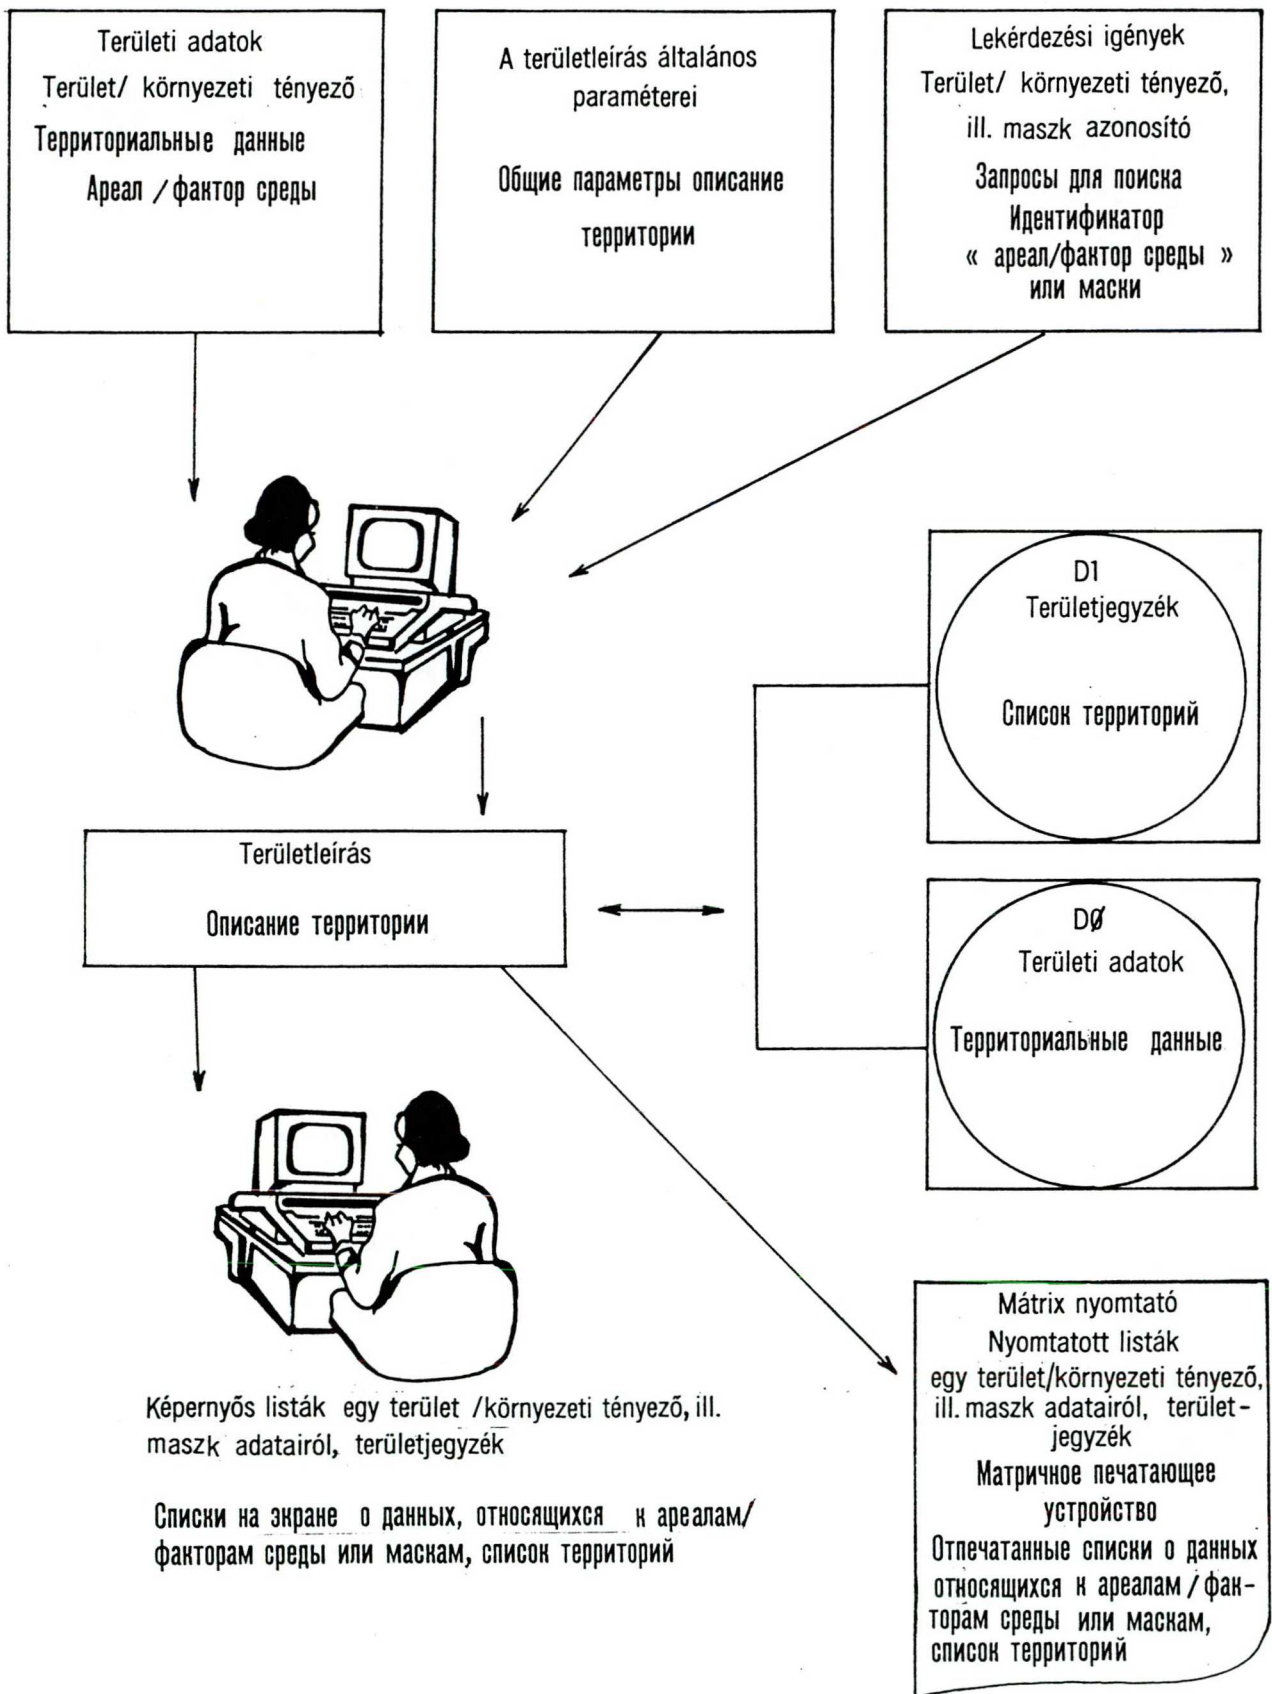 Területi adatok
Terület/ környezeti tényező
Территориальные данные
Ареал / фактор среды
A területleírás általános
paraméterei
Общие параметры описание
территории
Lekérdezési igények
Terület/ környezeti tényező,
ill. maszk azonosító
Запросы для поиска
Идентификатор
« ареал/фактор среды »
или маски
D1
Területjegyzék
Список территорий
Területleírás
Описание территории
DØ
Területi adatok
Территориальные данные
Képernyős listák egy terület /környezeti tényező, ill.
maszk adatairól, területjegyzék
Списки на экране о данных, относящихся к ареалам/
факторам среды или маскам, список территорий
Mátrix nyomtató
Nyomtatott listák
egy terület/környezeti tényező,
ill. maszk adatairól, terület-
jegyzék
Матричное печатающее
устройство
Отпечатанные списки о данных
относящихся к ареалам / фак-
торам среды или маскам,
список территорий